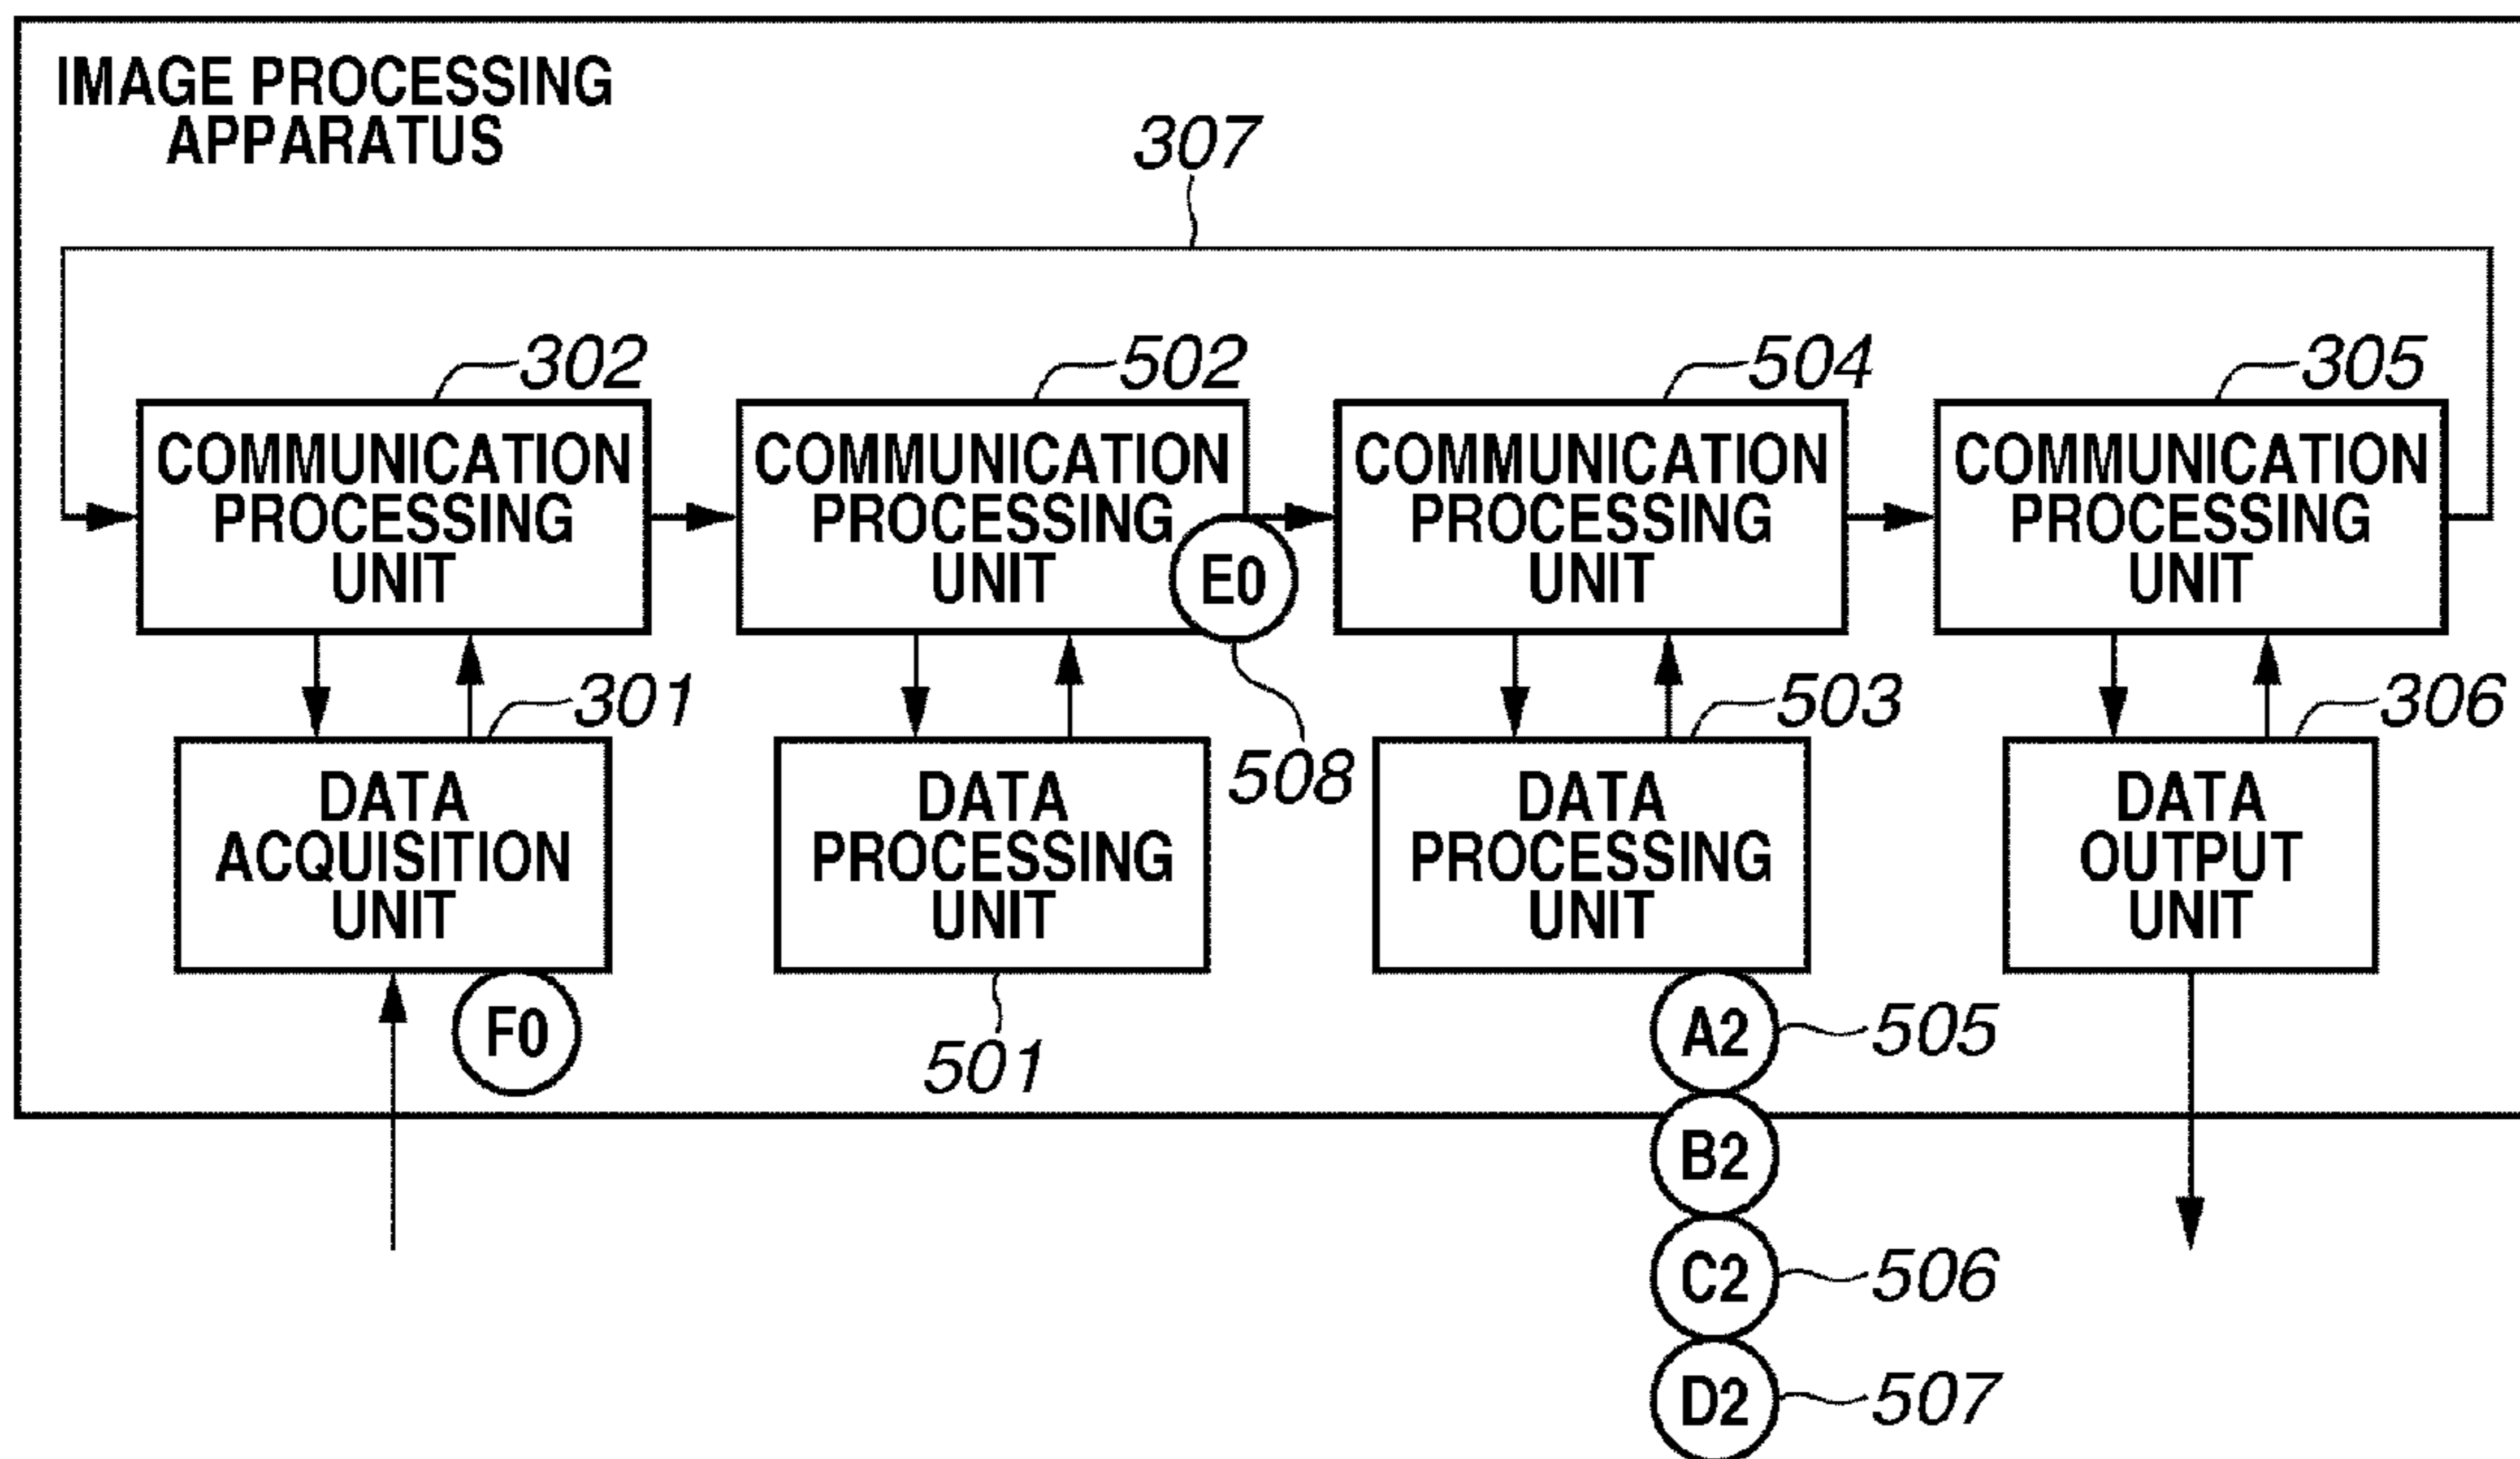 IMAGE PROCESSING
APPARATUS
307
302
502
504
305
COMMUNICATION
PROCESSING
UNIT
COMMUNICATION
PROCESSING
UNIT
E0
COMMUNICATION
PROCESSING
UNIT
COMMUNICATION
PROCESSING
UNIT
301
508
503
306
DATA
ACQUISITION
UNIT
DATA
PROCESSING
UNIT
DATA
PROCESSING
UNIT
DATA
OUTPUT
UNIT
F0
501
A2
505
B2
C2
506
D2
507